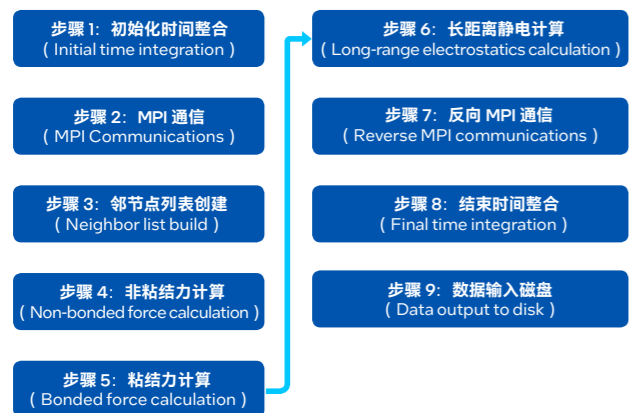 步骤 1：初始化时间整合
（Initial time integration）
步骤 2：MPI 通信
（MPI Communications）
步骤 3：邻节点列表创建
（Neighbor list build）
步骤 4：非粘结力计算
（Non-bonded force calculation）
步骤 5：粘结力计算
（Bonded force calculation）
步骤 6：长距离静电计算
（Long-range electrostatics calculation）
步骤 7：反向 MPI 通信
（Reverse MPI communications）
步骤 8：结束时间整合
（Final time integration）
步骤 9：数据输入磁盘
（Data output to disk）